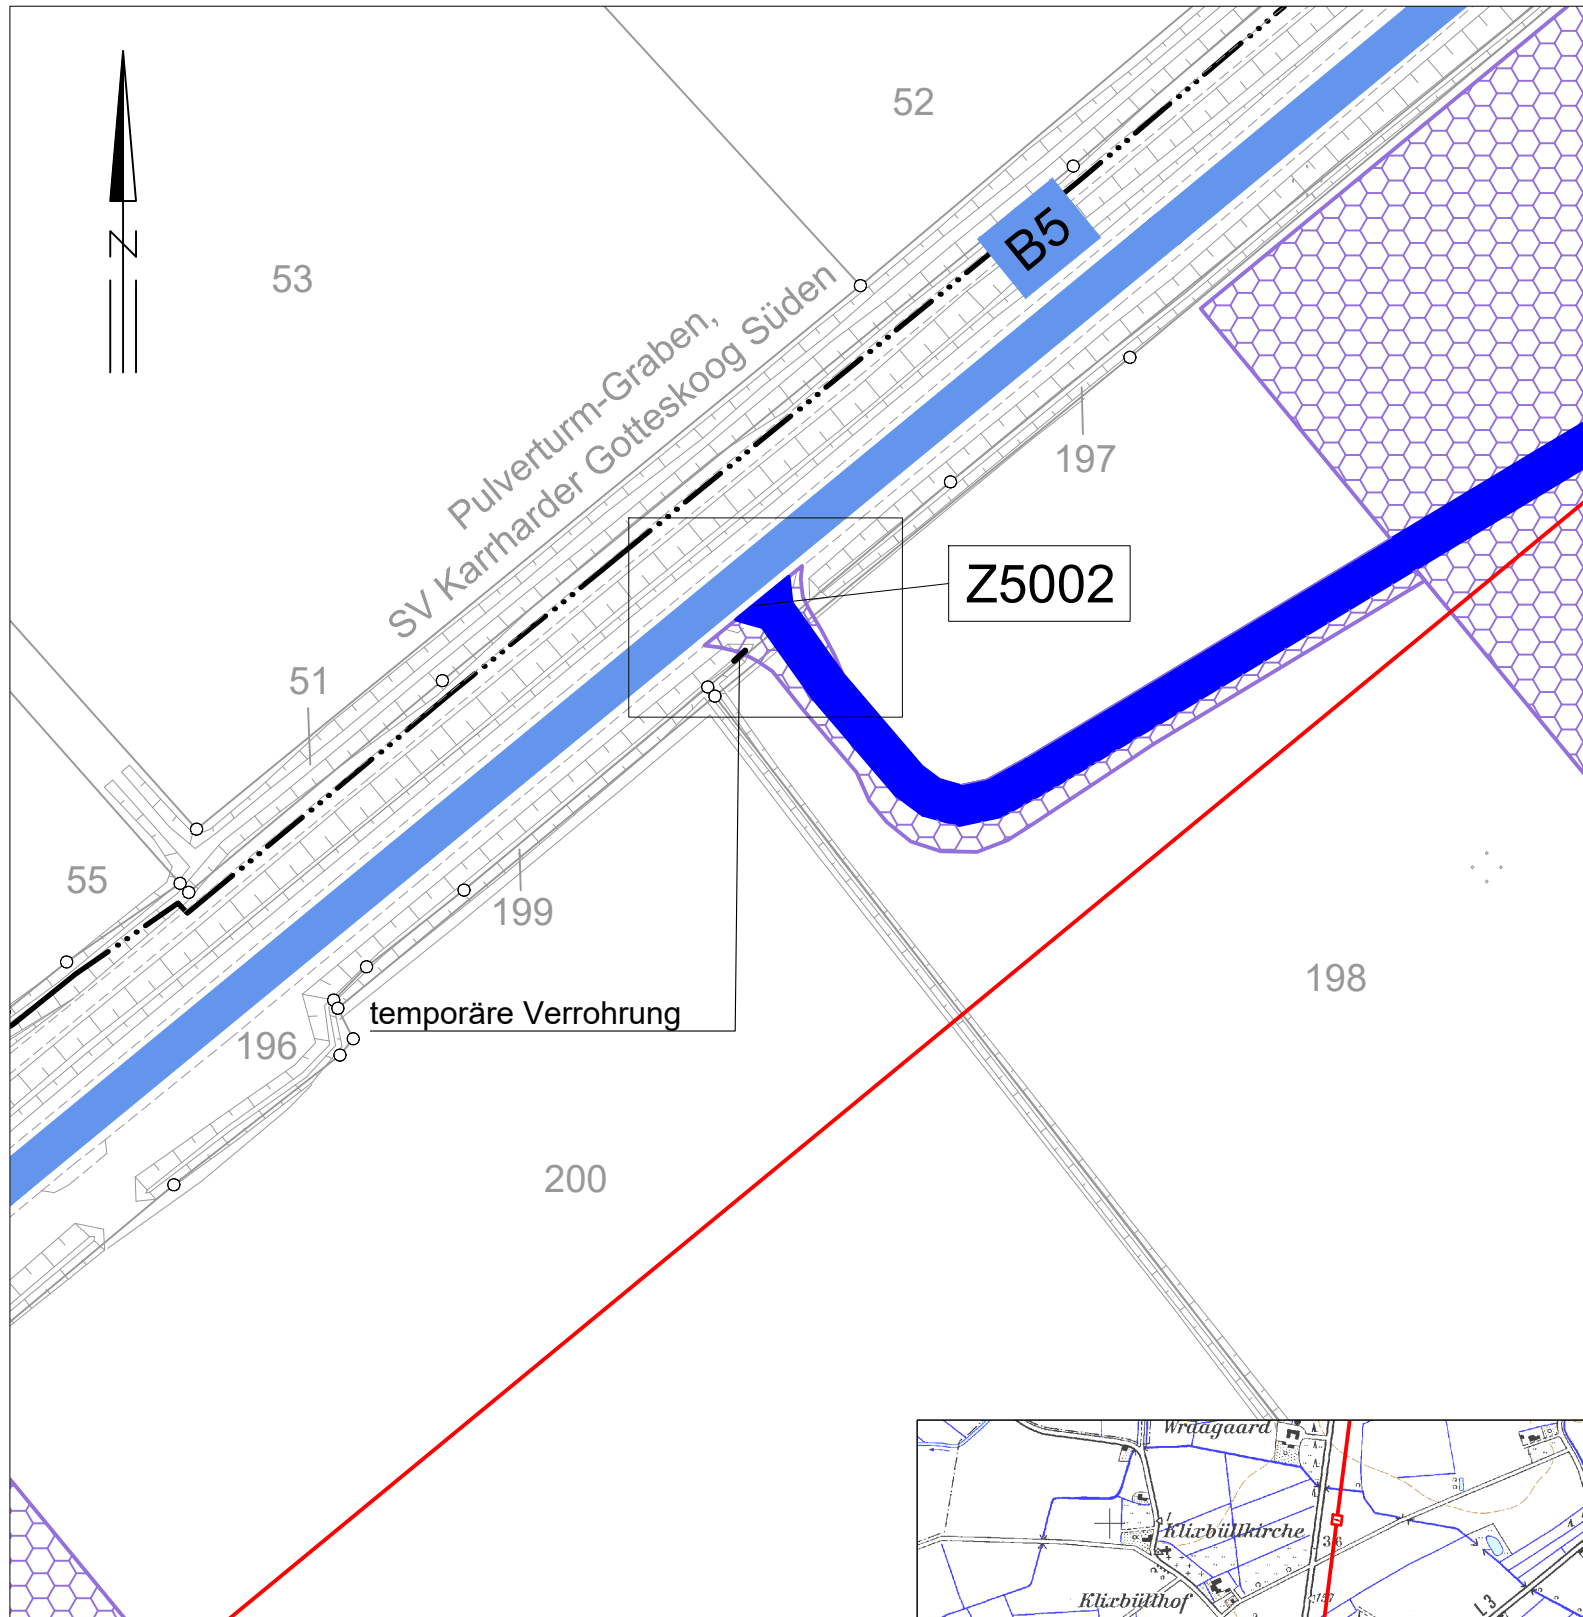 52
B5
N
53
Pulverturm-Graben,
SV Karrharder Gotteskoog Süden
197
Z5002
51
55
199
198
temporäre Verrohrung
196
200
Wraagaard
Klixbüllkirche
36
Klixbüllhof
L 3